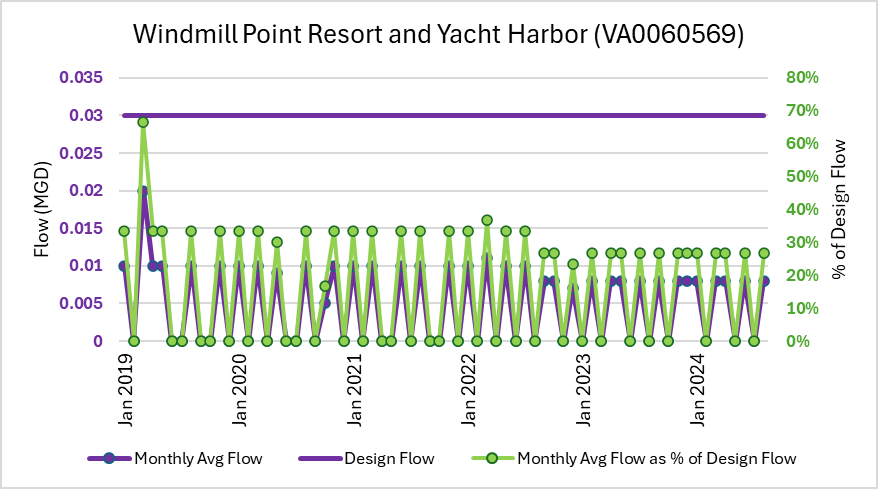 Windmill Point Resort and Yacht Harbor (VA0060569)
0.035
0.03
0.025
0.02
0.015
0.01
0.005
0
Flow (MGD)
80%
70%
60%
50%
40%
30%
20%
10%
0%
% of Design Flow
Jan 2019
Jan 2020
Jan 2021
Jan 2022
Jan 2023
Jan 2024
Monthly Avg Flow
Design Flow
Monthly Avg Flow as % of Design Flow